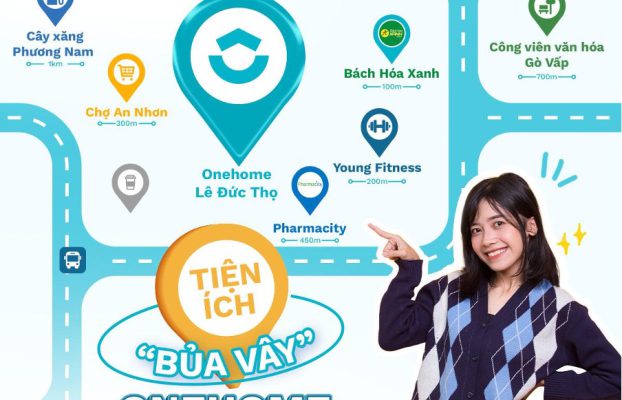 Cây xăng
Phương Nam
1km
Chợ An Nhơn
300m
Onehome
Lê Đức Thọ
Bách Hóa Xanh
100m
Công viên văn hóa
Gò Vấp
700m
Young Fitness
200m
Pharmacity
Pharmacity
450m
TIỆN
ÍCH
“BỦA VÂY”
ONEHOME